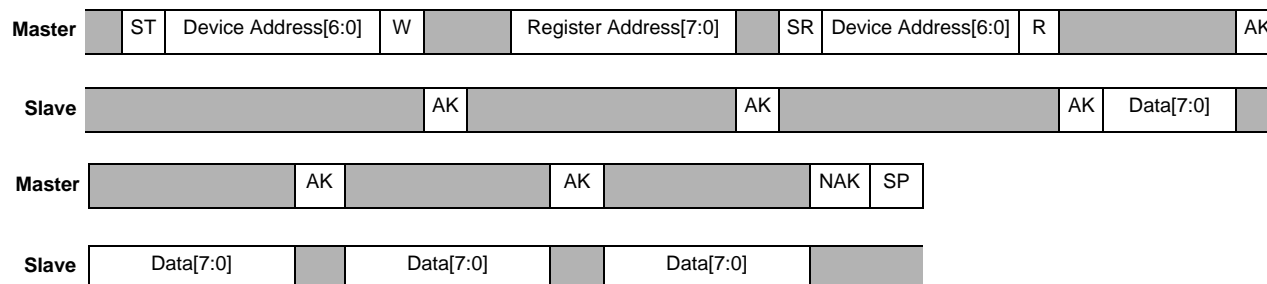 Master ST Device Address[6:0] W Register Address[7:0] SR Device Address[6:0] R AK
Slave AK AK AK Data[7:0]
Master AK AK NAK SP
Slave Data[7:0] Data[7:0] Data[7:0]